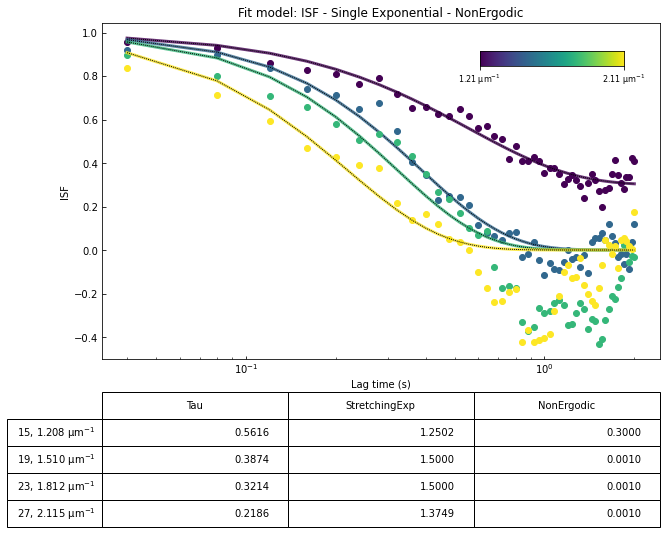 Fit model: ISF - Single Exponential - NonErgodic
1.0
0.8
0.6
0.4
0.2
0.0
−0.2
−0.4
ISF
1.21 μm⁻¹ 2.11 μm⁻¹
10⁻¹ 10⁰
Lag time (s)
Tau StretchingExp NonErgodic
15, 1.208 μm⁻¹ 0.5616 1.2502 0.3000
19, 1.510 μm⁻¹ 0.3874 1.5000 0.0010
23, 1.812 μm⁻¹ 0.3214 1.5000 0.0010
27, 2.115 μm⁻¹ 0.2186 1.3749 0.0010